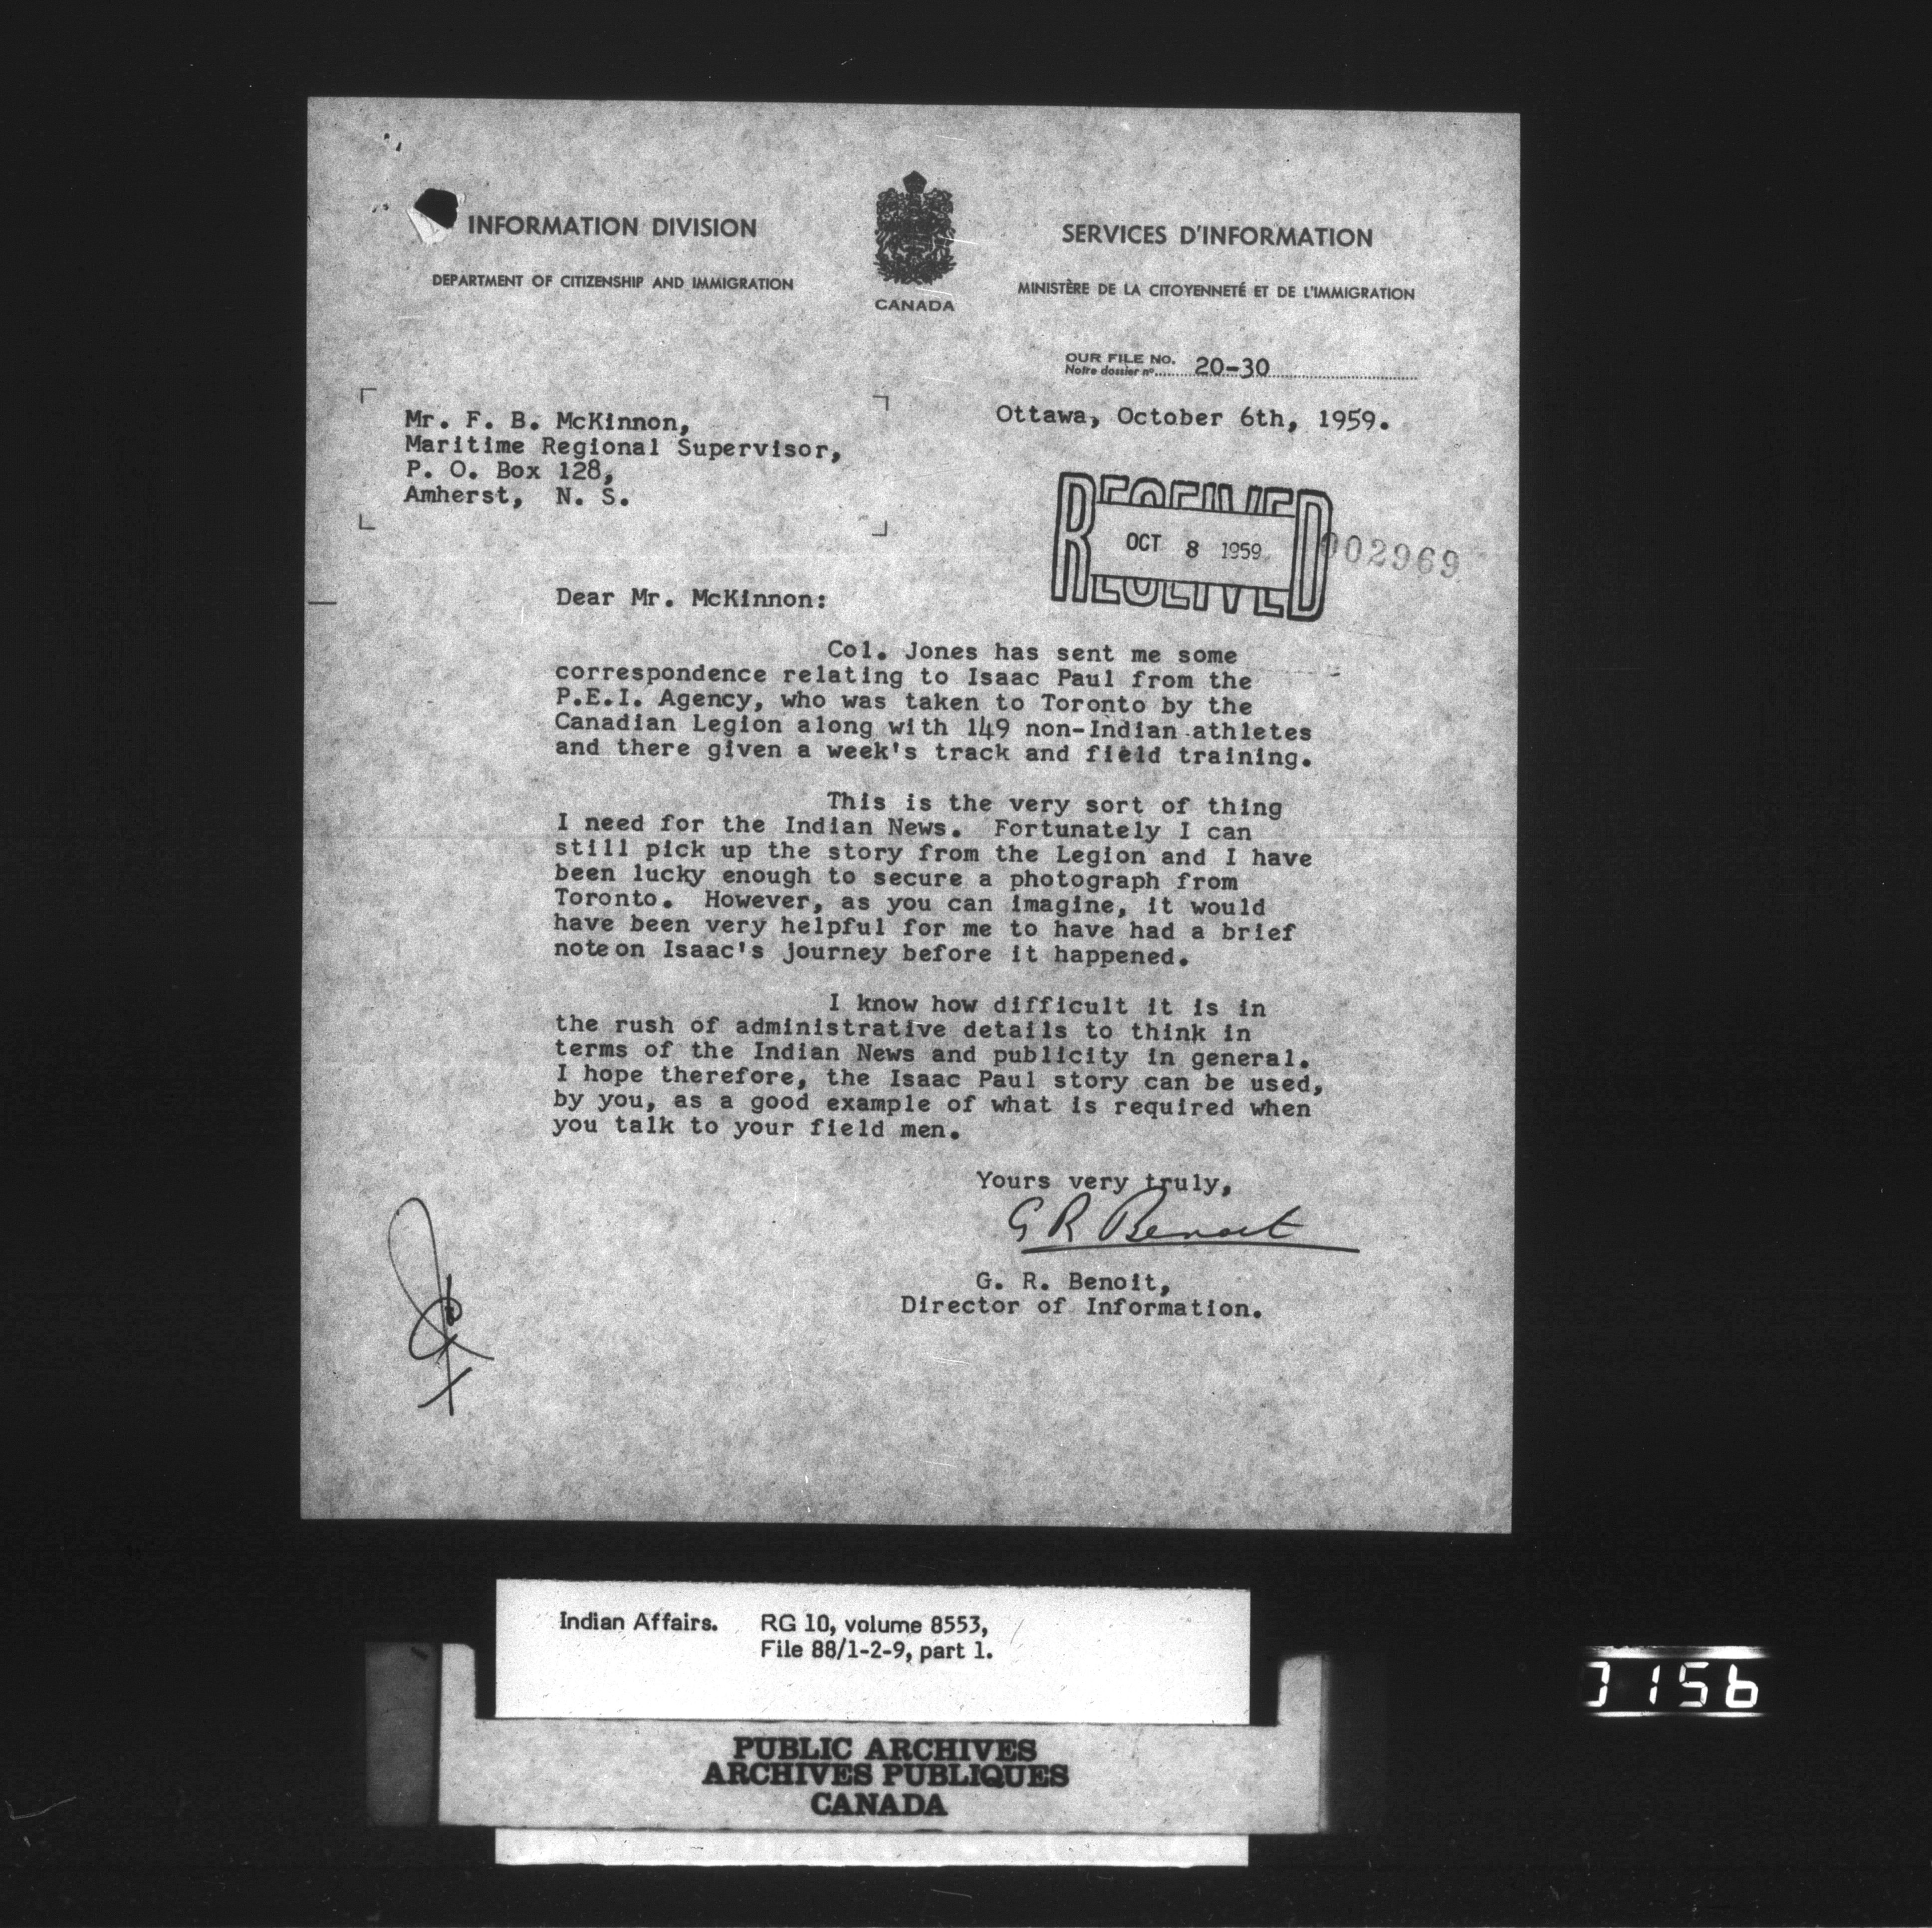 INFORMATION DIVISION
DEPARTMENT OF CITIZENSHIP AND IMMIGRATION
CANADA
SERVICES D'INFORMATION
MINISTÈRE DE LA CITOYENNETÉ ET DE L'IMMIGRATION
OUR FILE NO.
Notre dossier nº 20-30
Ottawa, October 6th, 1959.
Mr. F. B. McKinnon,
Maritime Regional Supervisor,
P. O. Box 128,
Amherst, N. S.
RECEIVED
OCT 8 1959
RECEIVED
002969
Dear Mr. McKinnon:
Col. Jones has sent me some
correspondence relating to Isaac Paul from the
P.E.I. Agency, who was taken to Toronto by the
Canadian Legion along with 149 non-Indian athletes
and there given a week's track and field training.
This is the very sort of thing
I need for the Indian News. Fortunately I can
still pick up the story from the Legion and I have
been lucky enough to secure a photograph from
Toronto. However, as you can imagine, it would
have been very helpful for me to have had a brief
note on Isaac's journey before it happened.
I know how difficult it is in
the rush of administrative details to think in
terms of the Indian News and publicity in general.
I hope therefore, the Isaac Paul story can be used,
by you, as a good example of what is required when
you talk to your field men.
Yours very truly,
G R Benoit
G. R. Benoit,
Director of Information.
Indian Affairs. RG 10, volume 8553,
File 88/1-2-9, part 1.
PUBLIC ARCHIVES
ARCHIVES PUBLIQUES
CANADA
7156